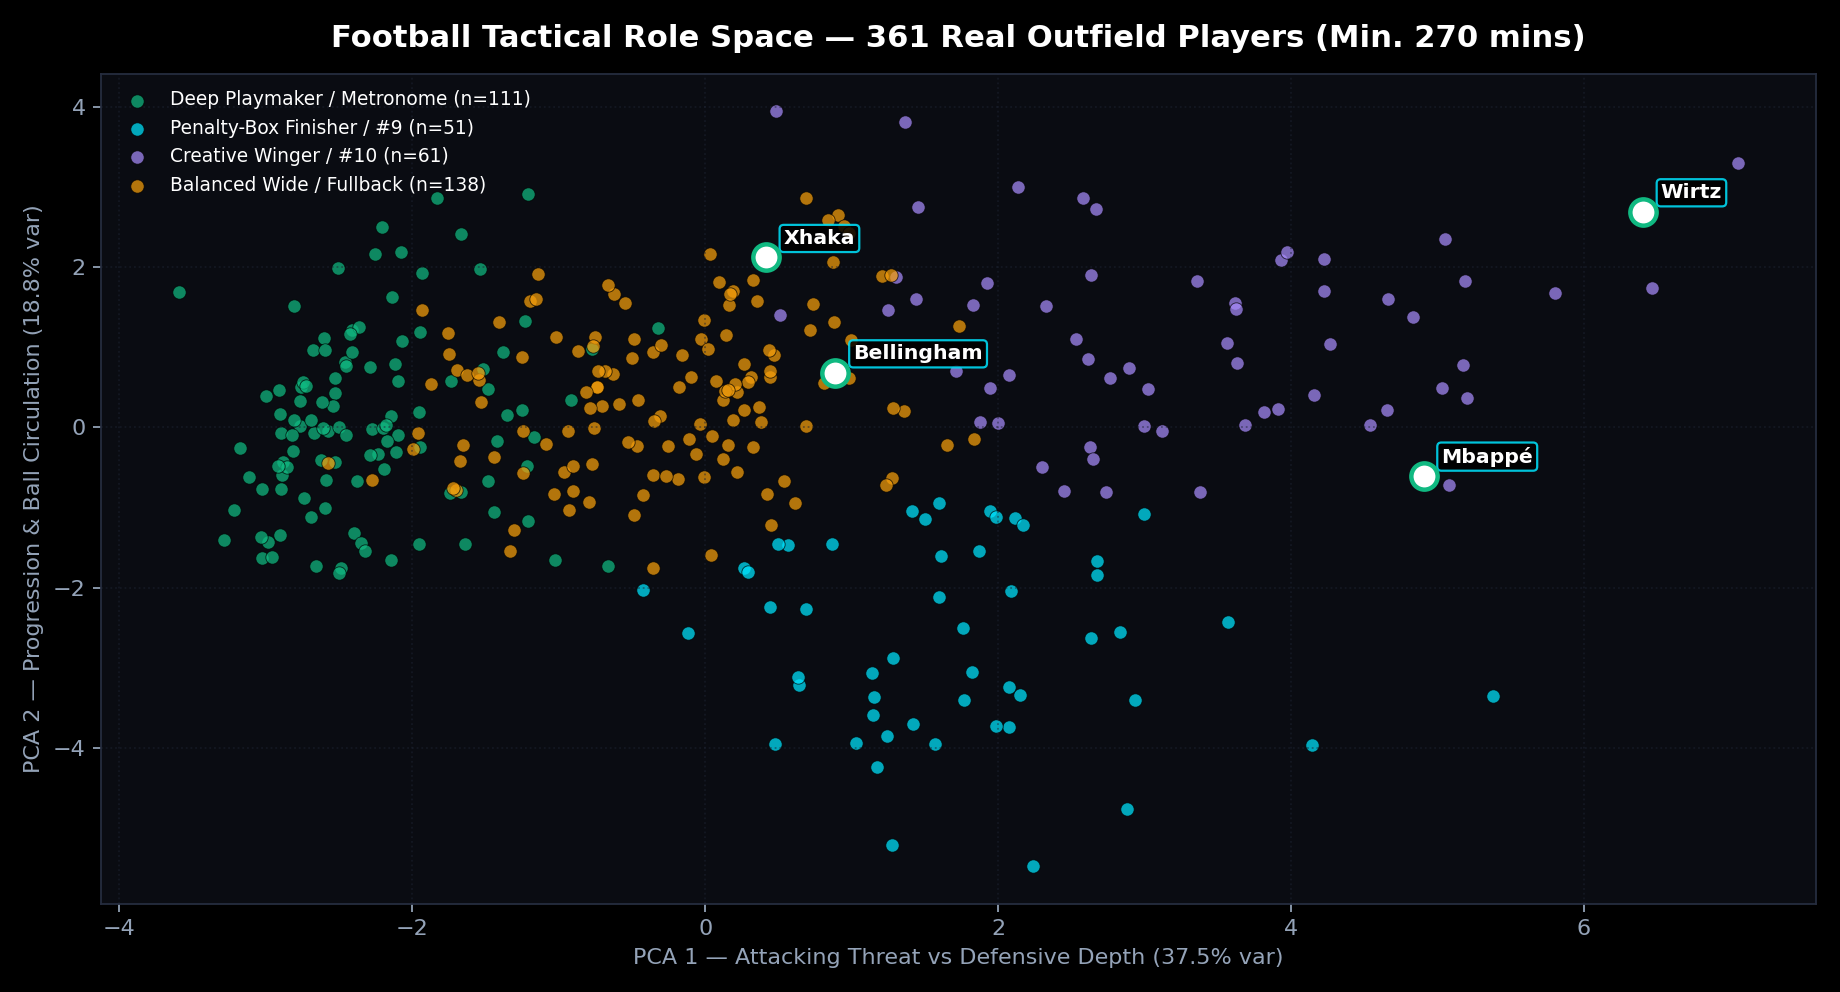 Football Tactical Role Space — 361 Real Outfield Players (Min. 270 mins)
Deep Playmaker / Metronome (n=111)
Penalty-Box Finisher / #9 (n=51)
Creative Winger / #10 (n=61)
Balanced Wide / Fullback (n=138)
Wirtz
Xhaka
Bellingham
Mbappé
4
2
0
−2
−4
PCA 2 — Progression & Ball Circulation (18.8% var)
−4
−2
0
2
4
6
PCA 1 — Attacking Threat vs Defensive Depth (37.5% var)